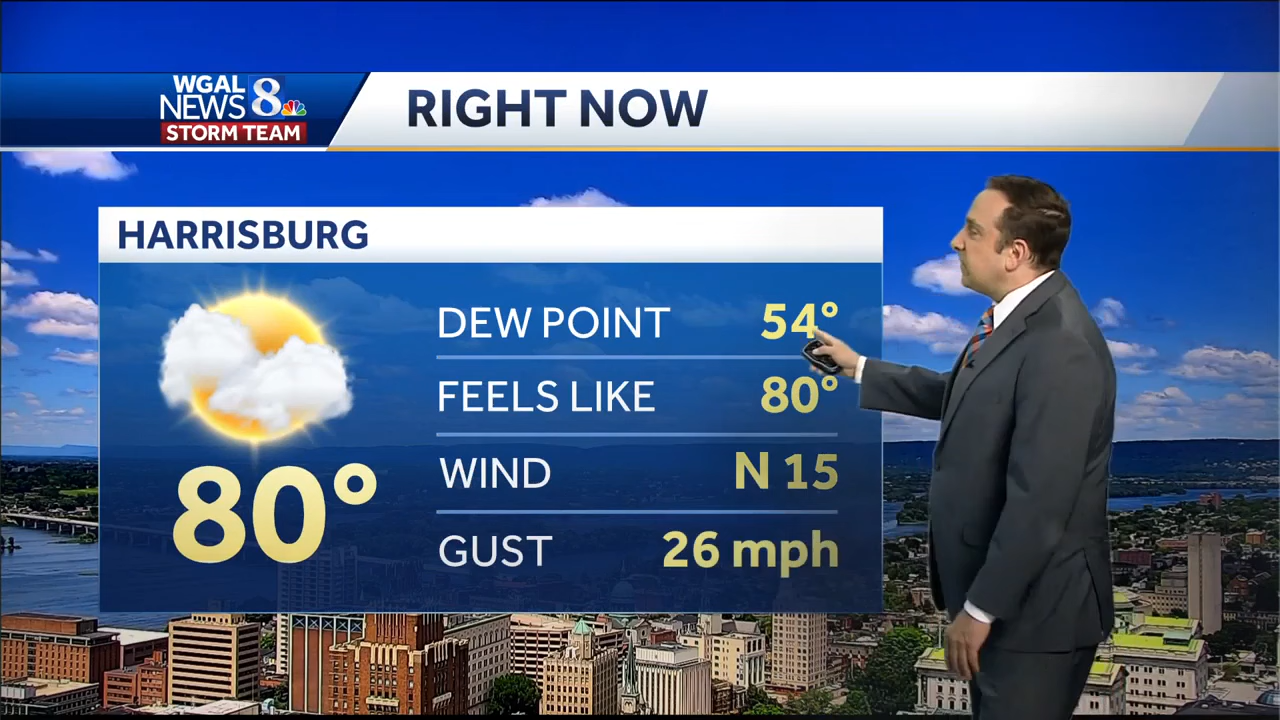 WGAL
NEWS 8
STORM TEAM
RIGHT NOW
HARRISBURG
80°
DEW POINT 54°
FEELS LIKE 80°
WIND N 15
GUST 26 mph